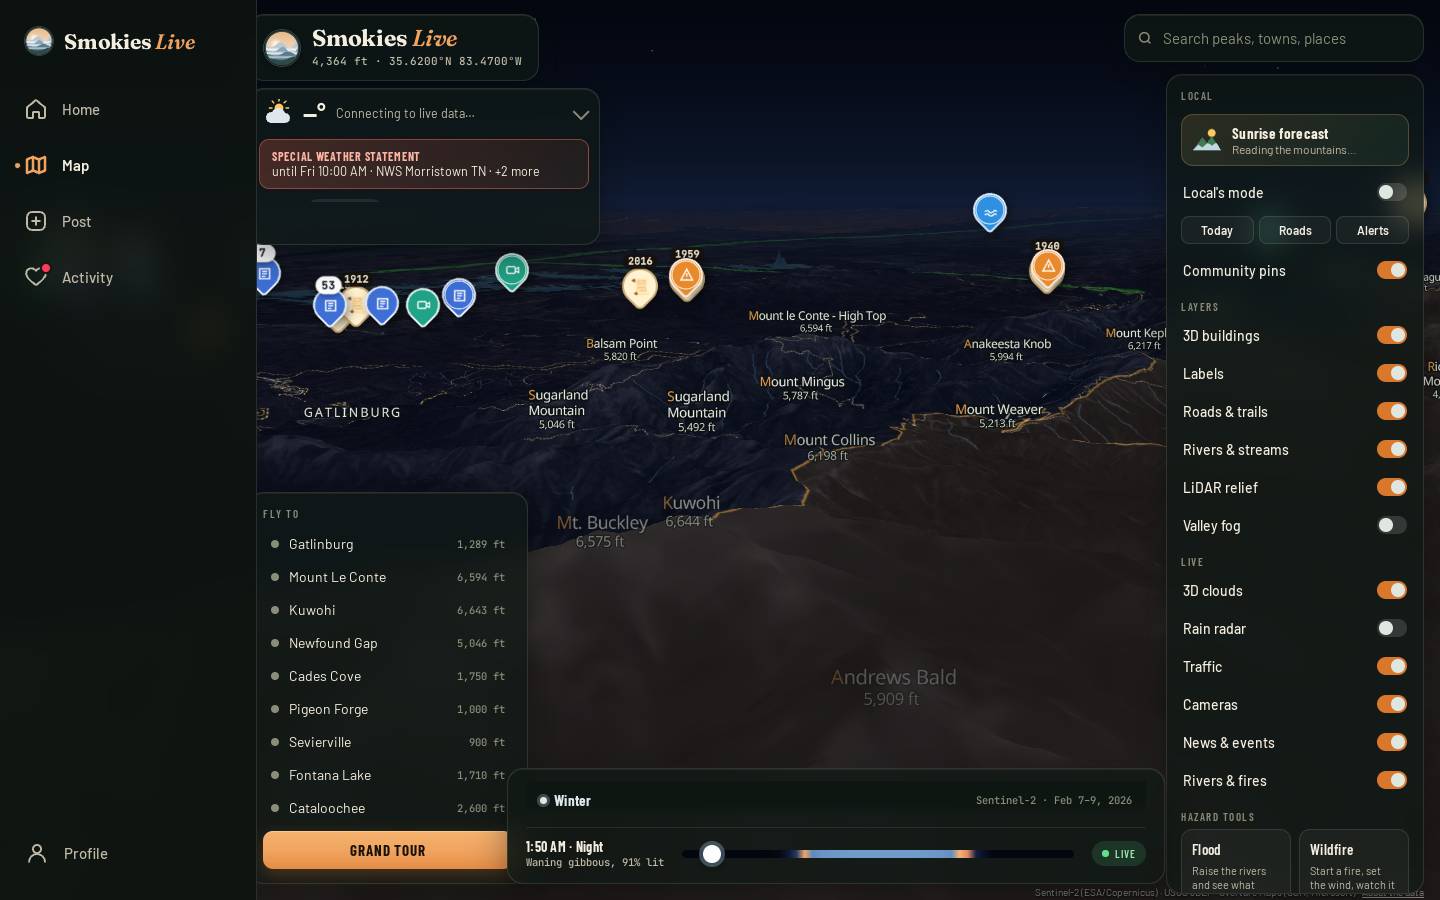 Smokies Live
Home
Map
Post
Activity
Profile
Smokies Live
4,364 ft · 35.6200°N 83.4700°W
Connecting to live data…
SPECIAL WEATHER STATEMENT
until Fri 10:00 AM · NWS Morristown TN · +2 more
Search peaks, towns, places
7
53
1912
2016
1959
1940
Mount le Conte - High Top
6,594 ft
Balsam Point
5,820 ft
Anakeesta Knob
5,994 ft
Mount Kep
6,217 ft
Mount Mingus
5,787 ft
Sugarland
Mountain
5,046 ft
Sugarland
Mountain
5,492 ft
GATLINBURG
Mount Weaver
5,213 ft
Mount Collins
6,198 ft
Kuwohi
6,644 ft
Mt. Buckley
6,575 ft
Andrews Bald
5,909 ft
FLY TO
Gatlinburg 1,289 ft
Mount Le Conte 6,594 ft
Kuwohi 6,643 ft
Newfound Gap 5,046 ft
Cades Cove 1,750 ft
Pigeon Forge 1,000 ft
Sevierville 900 ft
Fontana Lake 1,710 ft
Cataloochee 2,600 ft
GRAND TOUR
Winter
Sentinel-2 · Feb 7–9, 2026
1:50 AM · Night
Waning gibbous, 91% lit
LIVE
LOCAL
Sunrise forecast
Reading the mountains…
Local's mode
Today Roads Alerts
Community pins
LAYERS
3D buildings
Labels
Roads & trails
Rivers & streams
LiDAR relief
Valley fog
LIVE
3D clouds
Rain radar
Traffic
Cameras
News & events
Rivers & fires
HAZARD TOOLS
Flood
Raise the rivers
and see what
Wildfire
Start a fire, set
the wind, watch it
Sentinel-2 (ESA/Copernicus)